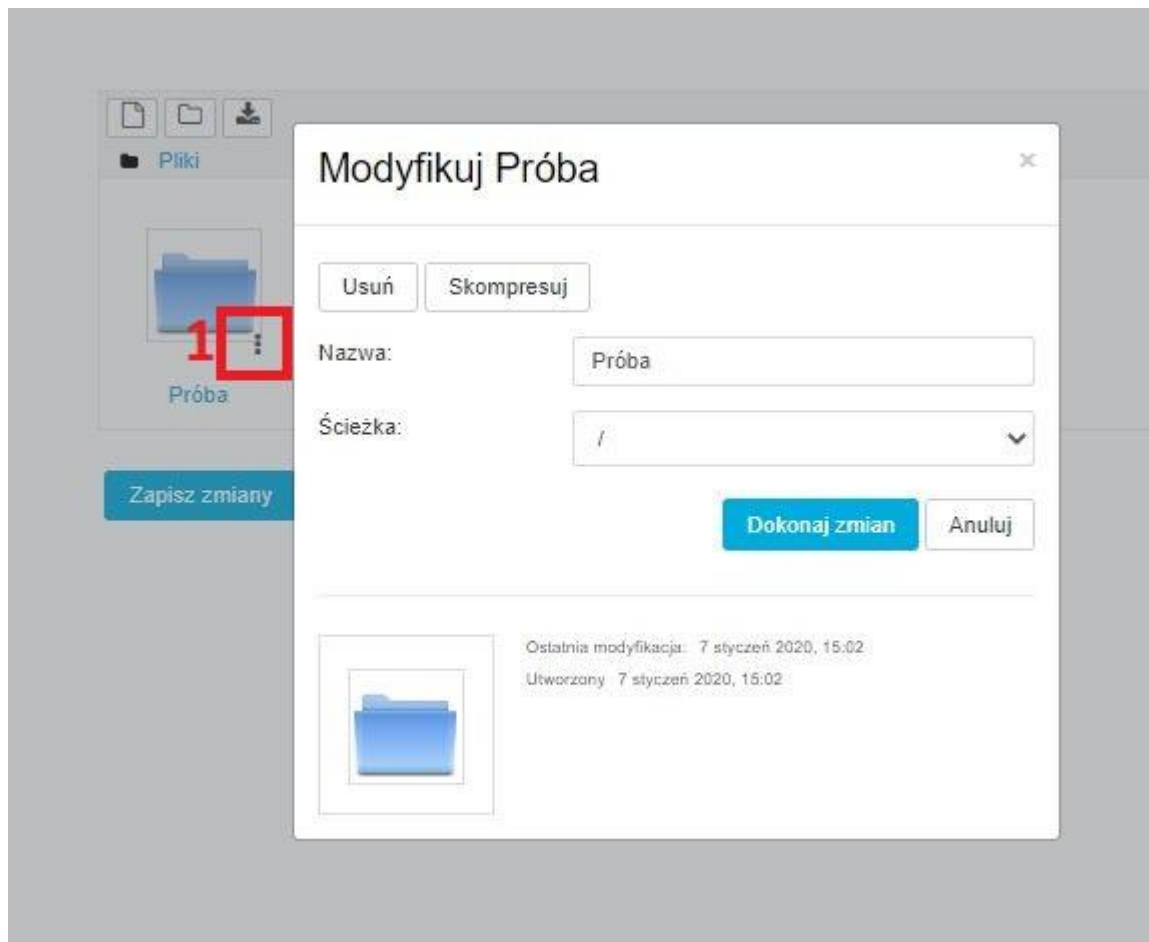 Pliki
Modyfikuj Próba
×
Usuń Skompresuj
1
Nazwa: Próba
Próba
Ścieżka: /
Zapisz zmiany
Dokonaj zmian Anuluj
Ostatnia modyfikacja: 7 styczeń 2020, 15:02
Utworzony 7 styczeń 2020, 15:02